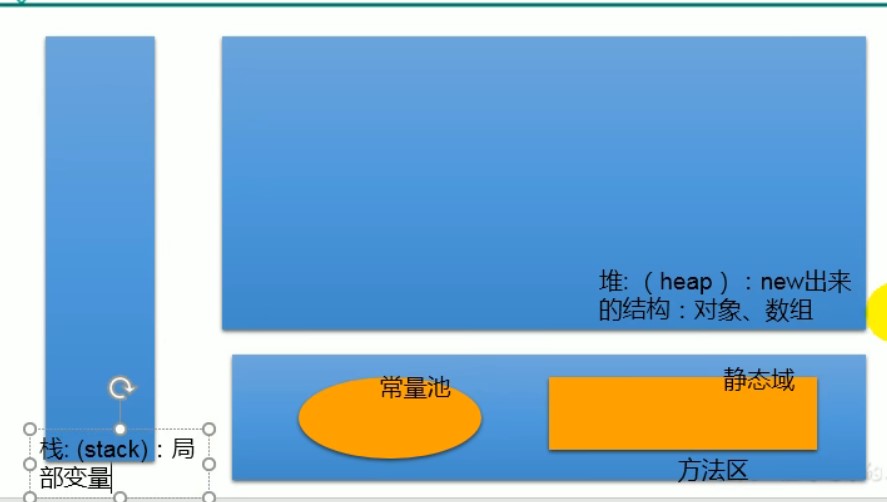 堆:（heap）：new出来
的结构：对象、数组
常量池
静态域
栈: (stack)：局
部变量
方法区